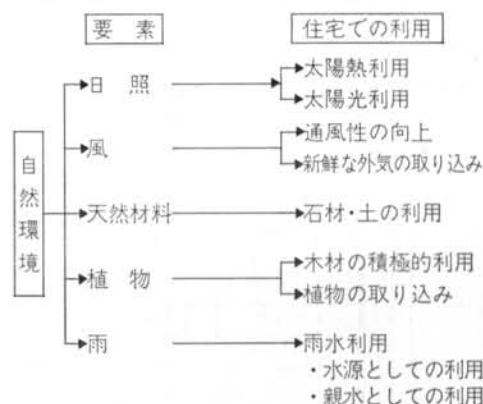 要　素　住宅での利用
自然環境
日　照
太陽熱利用
太陽光利用
風
通風性の向上
新鮮な外気の取り込み
天然材料
石材・土の利用
植　物
木材の積極的利用
植物の取り込み
雨
雨水利用
・水源としての利用
・親水としての利用